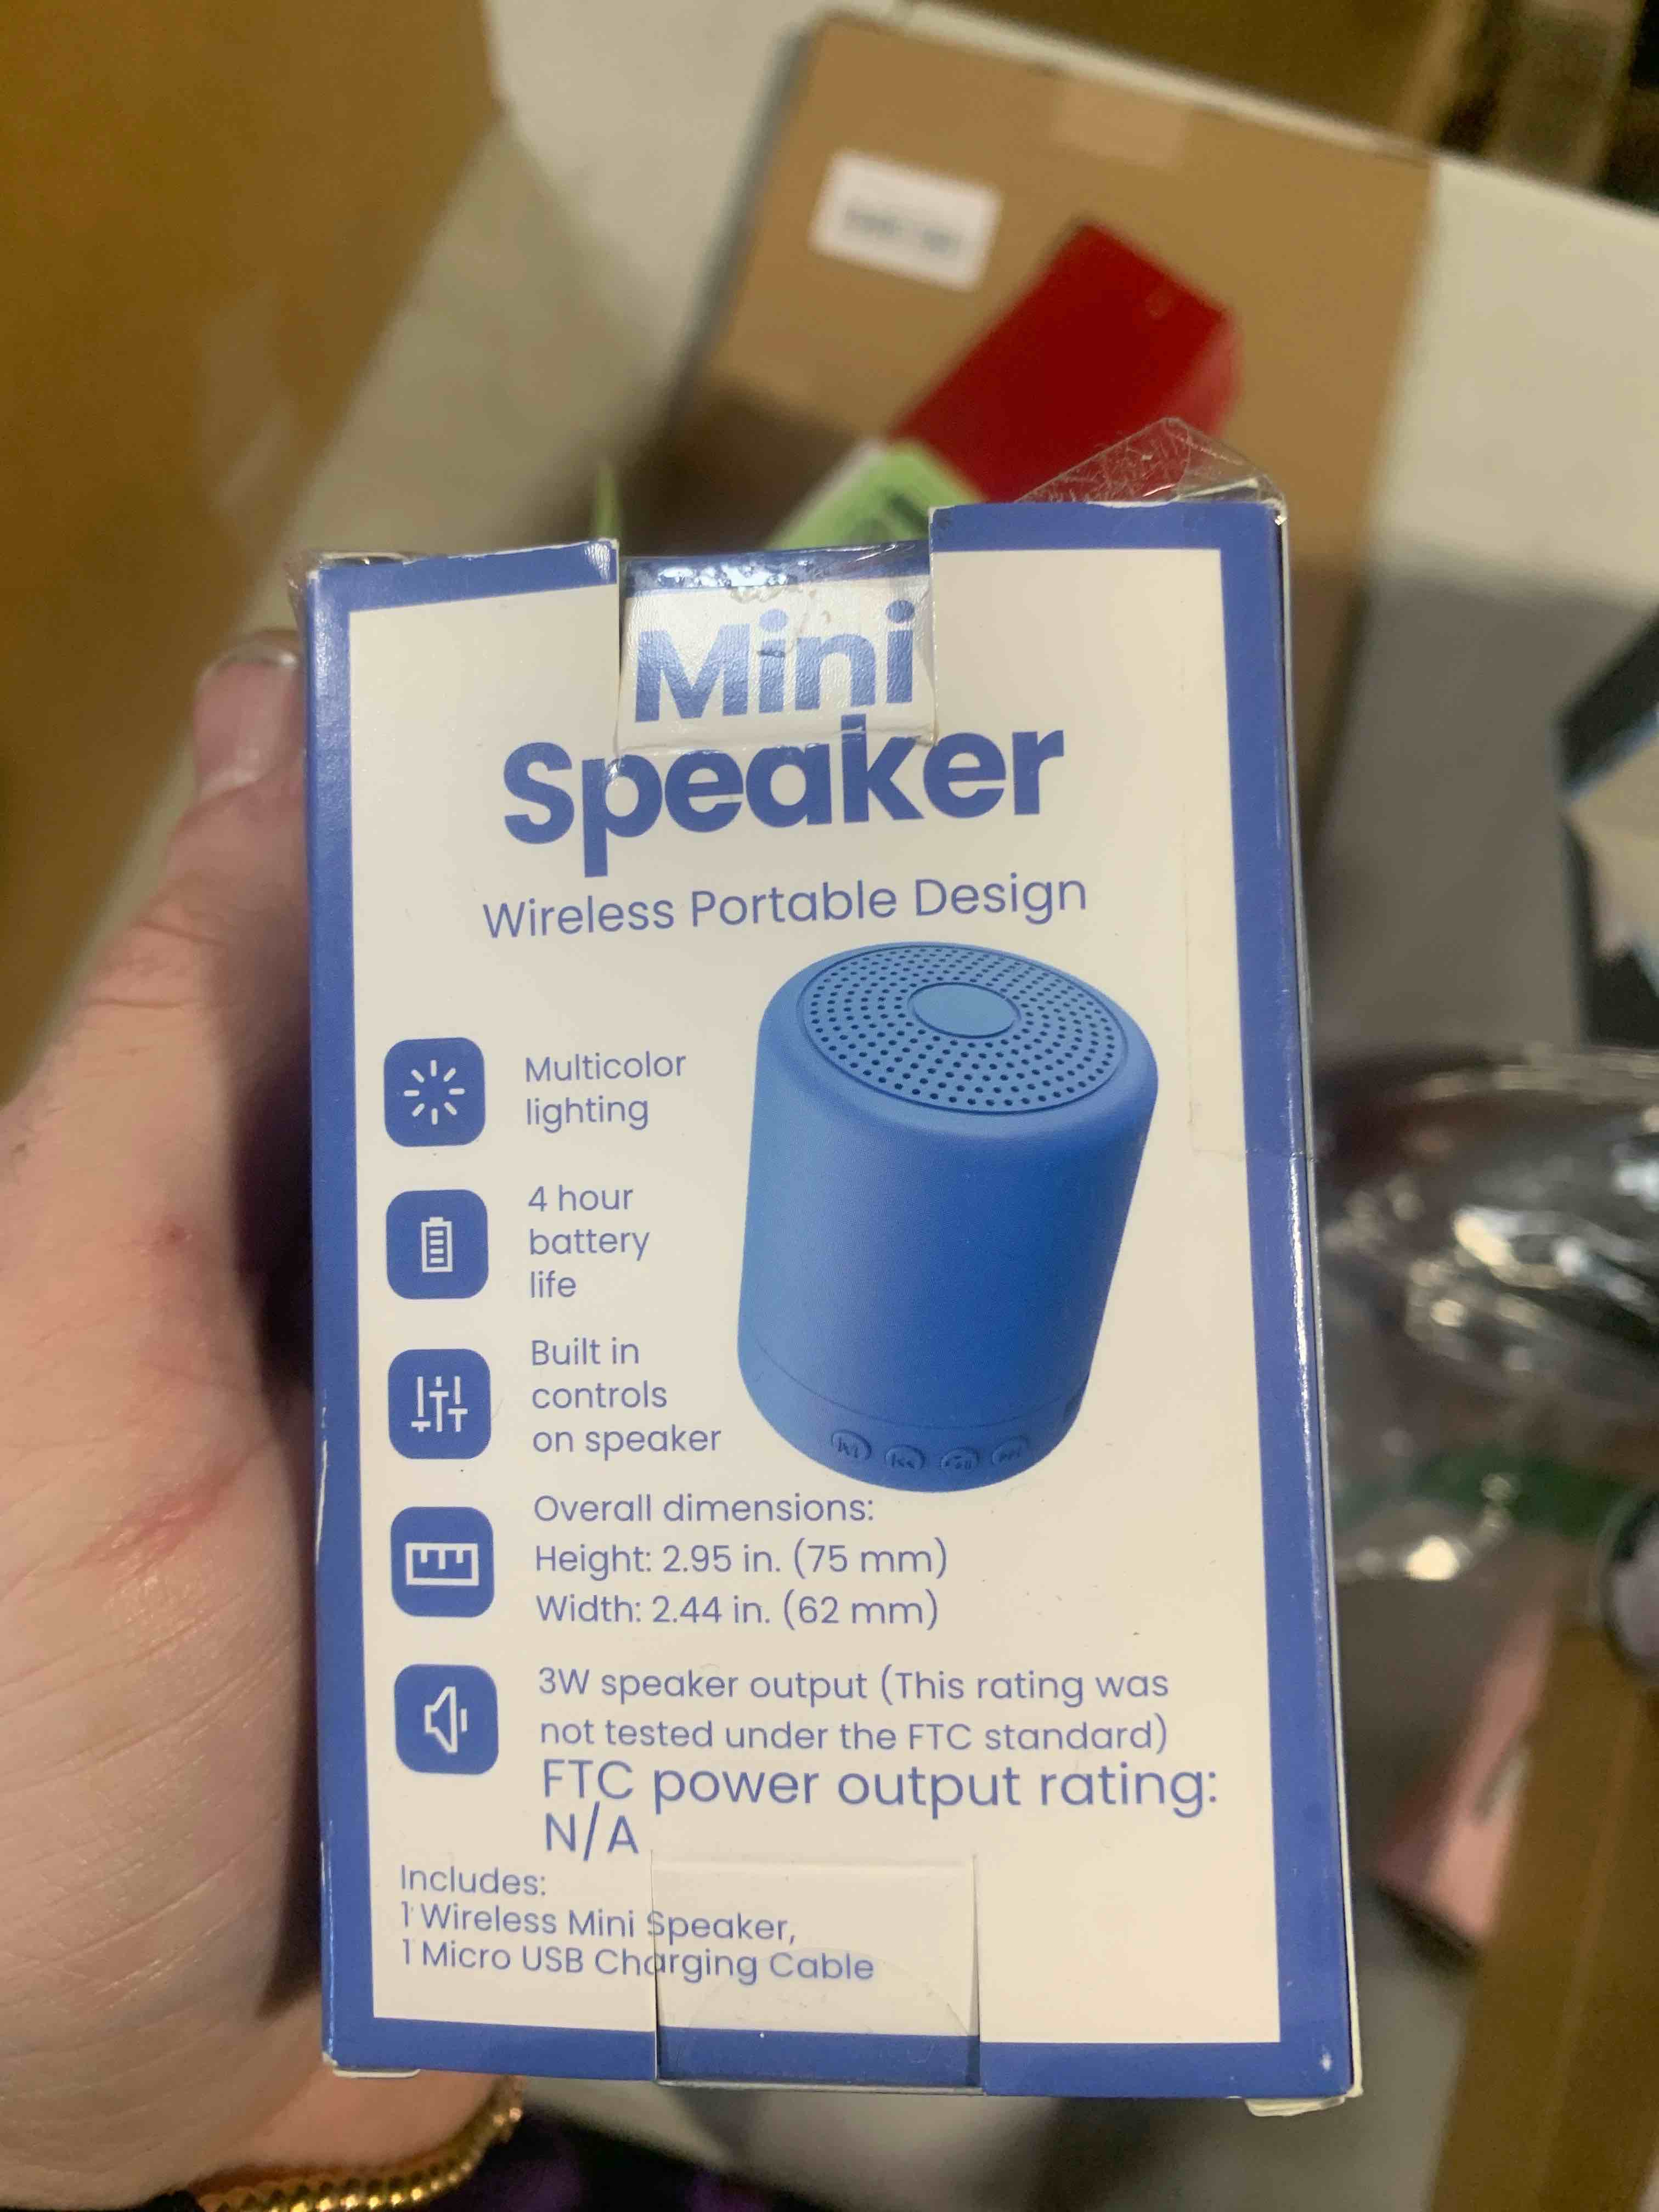 Mini
Speaker
Wireless Portable Design
Multicolor
lighting
4 hour
battery
life
Built in
controls
on speaker
Overall dimensions:
Height: 2.95 in. (75 mm)
Width: 2.44 in. (62 mm)
3W speaker output (This rating was
not tested under the FTC standard)
FTC power output rating:
N/A
Includes:
1 Wireless Mini Speaker,
1 Micro USB Charging Cable